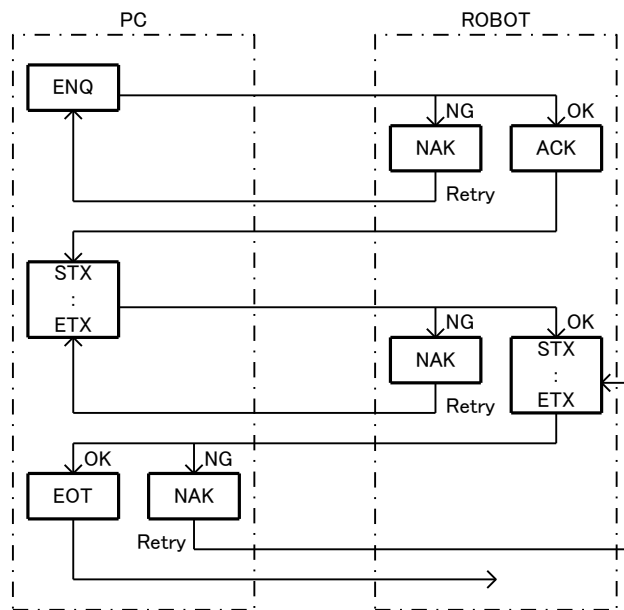 PC
ROBOT
ENQ
NG
OK
NAK
ACK
Retry
STX
:
ETX
NG
OK
NAK
STX
:
ETX
Retry
OK
NG
EOT
NAK
Retry